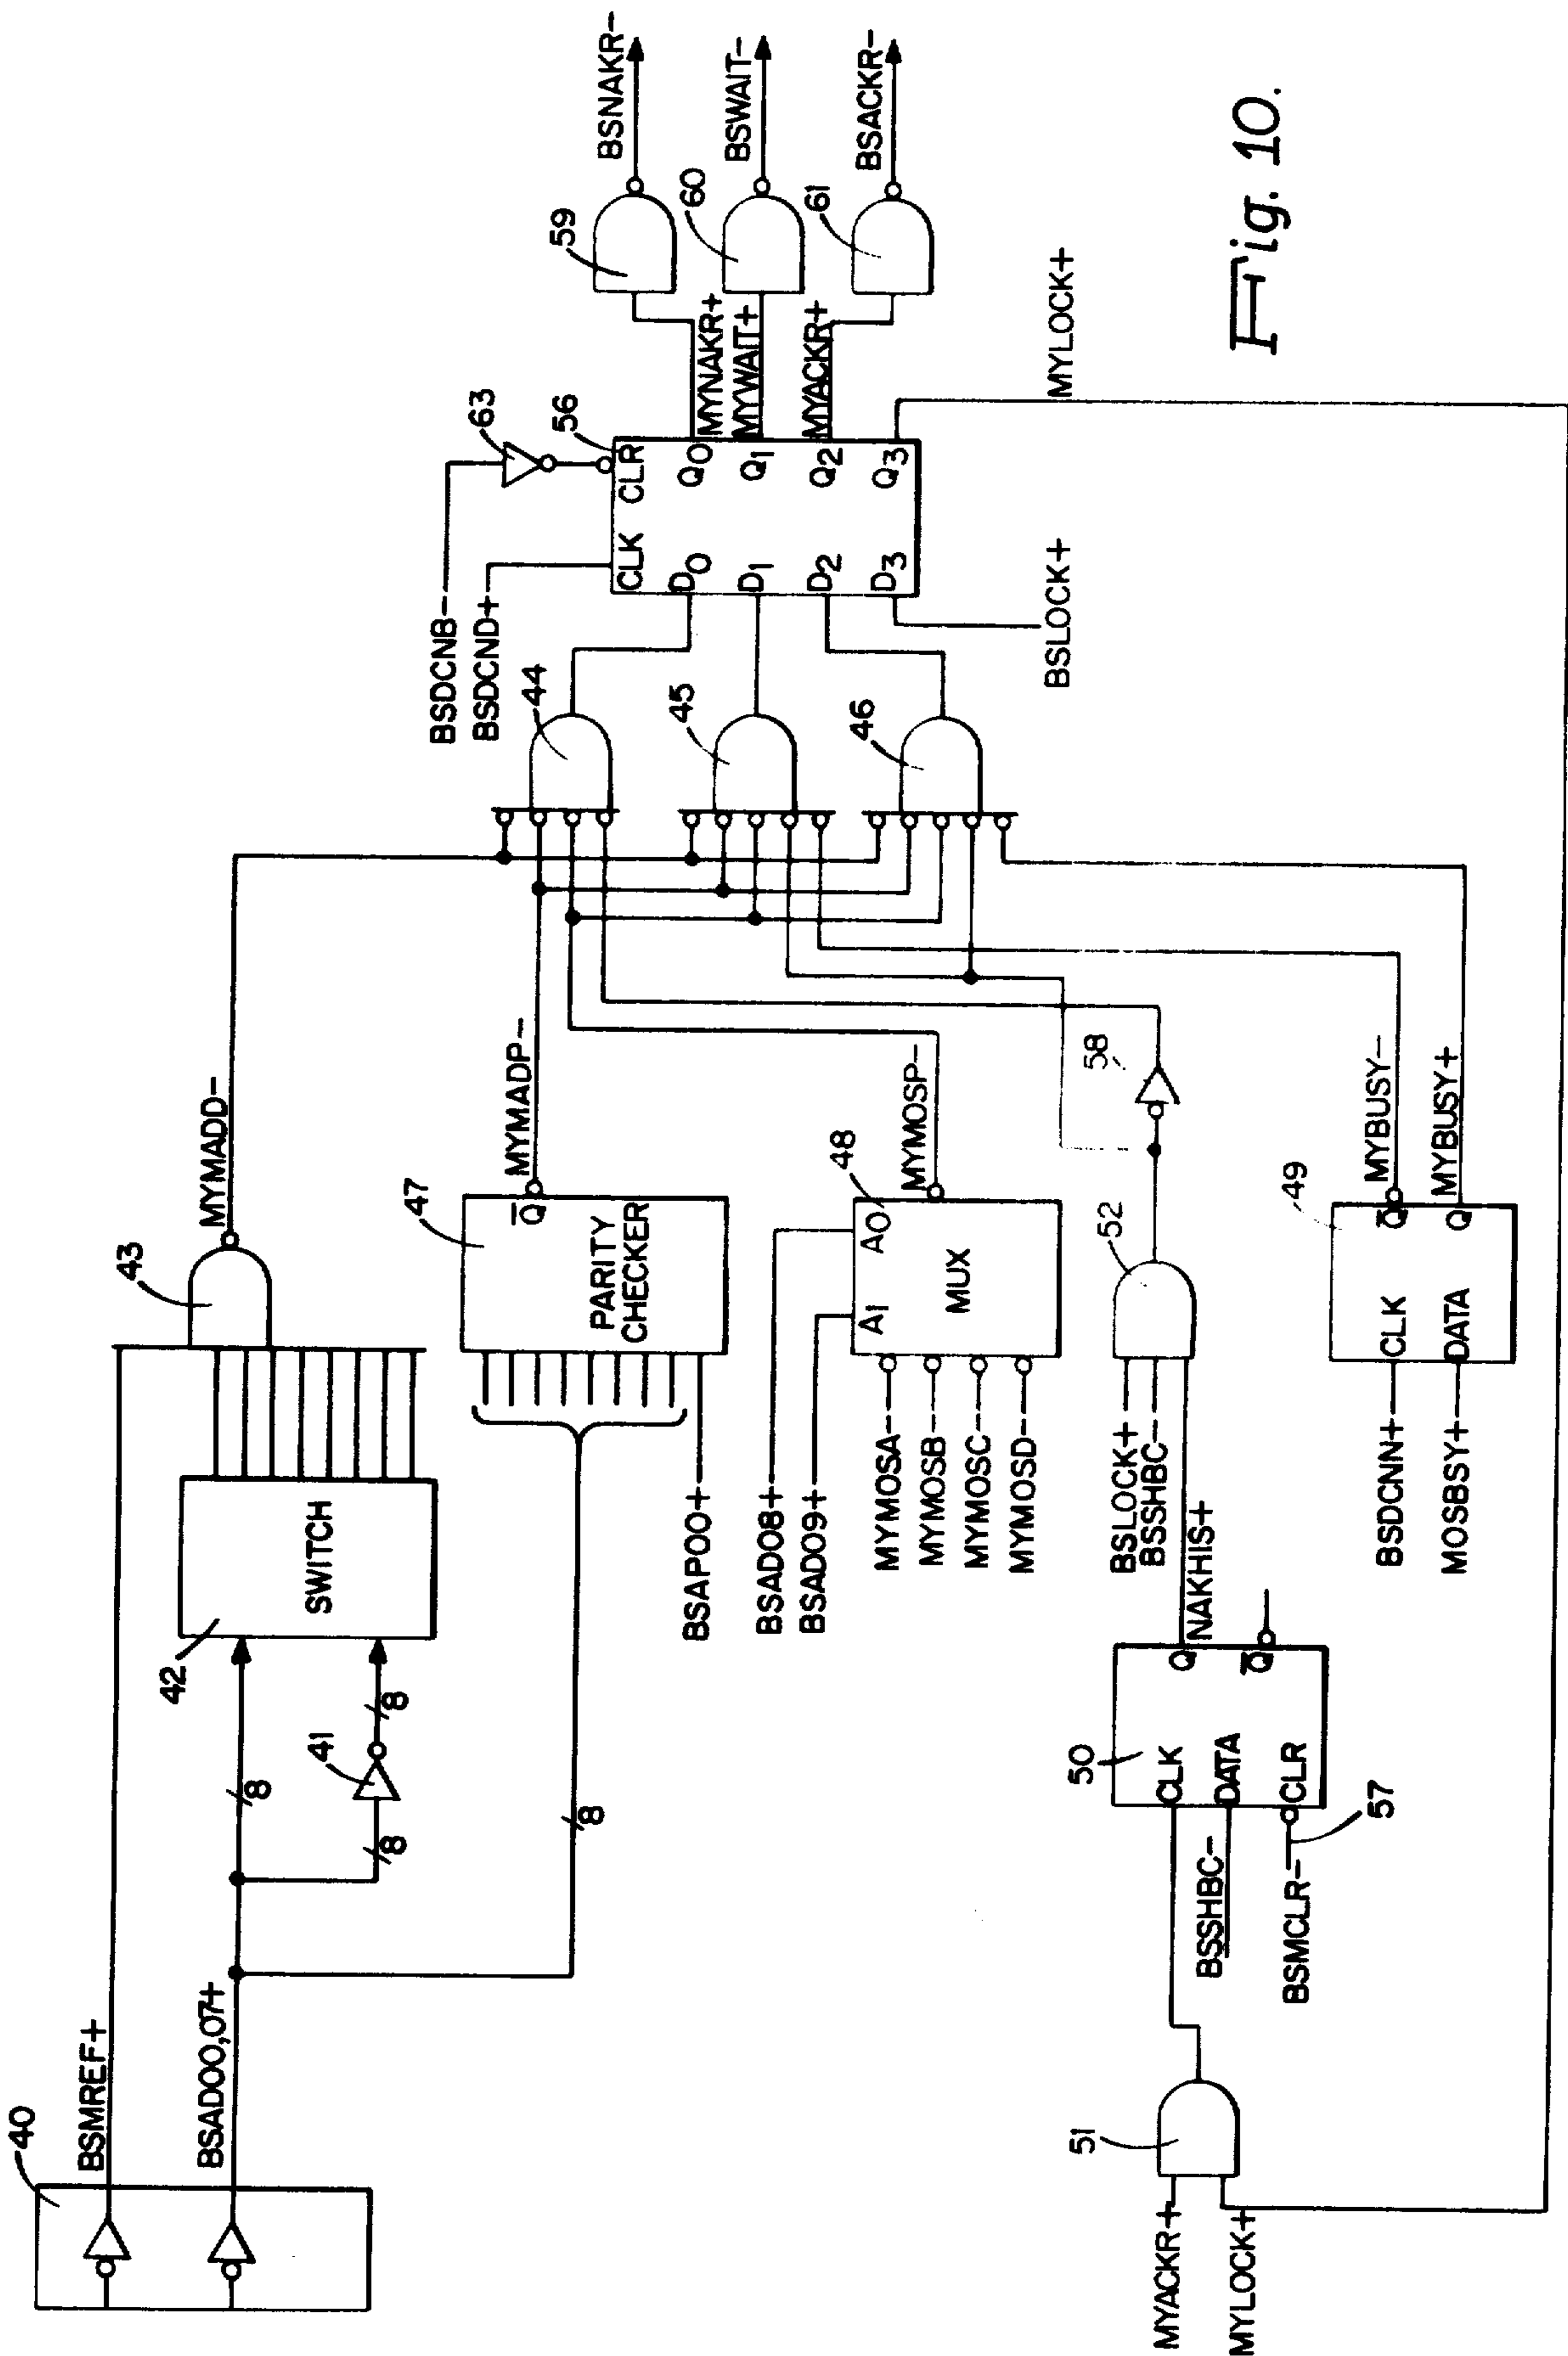 40
BSMREF+
BSAD00,07+
8
41
8
8
42
SWITCH
43
MYMADD-
8
47
PARITY
CHECKER
Q
MYMADP-
BSAP00+
BSAD08+
BSAD09+
MYMOSA-
MYMOSB-
MYMOSC-
MYMOSD-
A1
A0
MUX
48
MYMOSP-
MYACKR+
MYLOCK+
51
BSSHBC-
BSMCLR-
57
50
CLK
DATA
CLR
Q
Q
NAKHIS+
BSLOCK+
BSSHBC-
52
58
BSDCNN+
MOSBSY+
CLK
DATA
49
Q
Q
MYBUSY-
MYBUSY+
44
45
46
BSDCNB-
BSDCND+
63
56
CLK
CLR
D0
D1
D2
D3
Q0
Q1
Q2
Q3
BSLOCK+
MYNAKR+
MYWAIT+
MYACKR+
MYLOCK+
59
60
61
BSNAKR-
BSWAIT-
BSACKR-
Fig. 10.